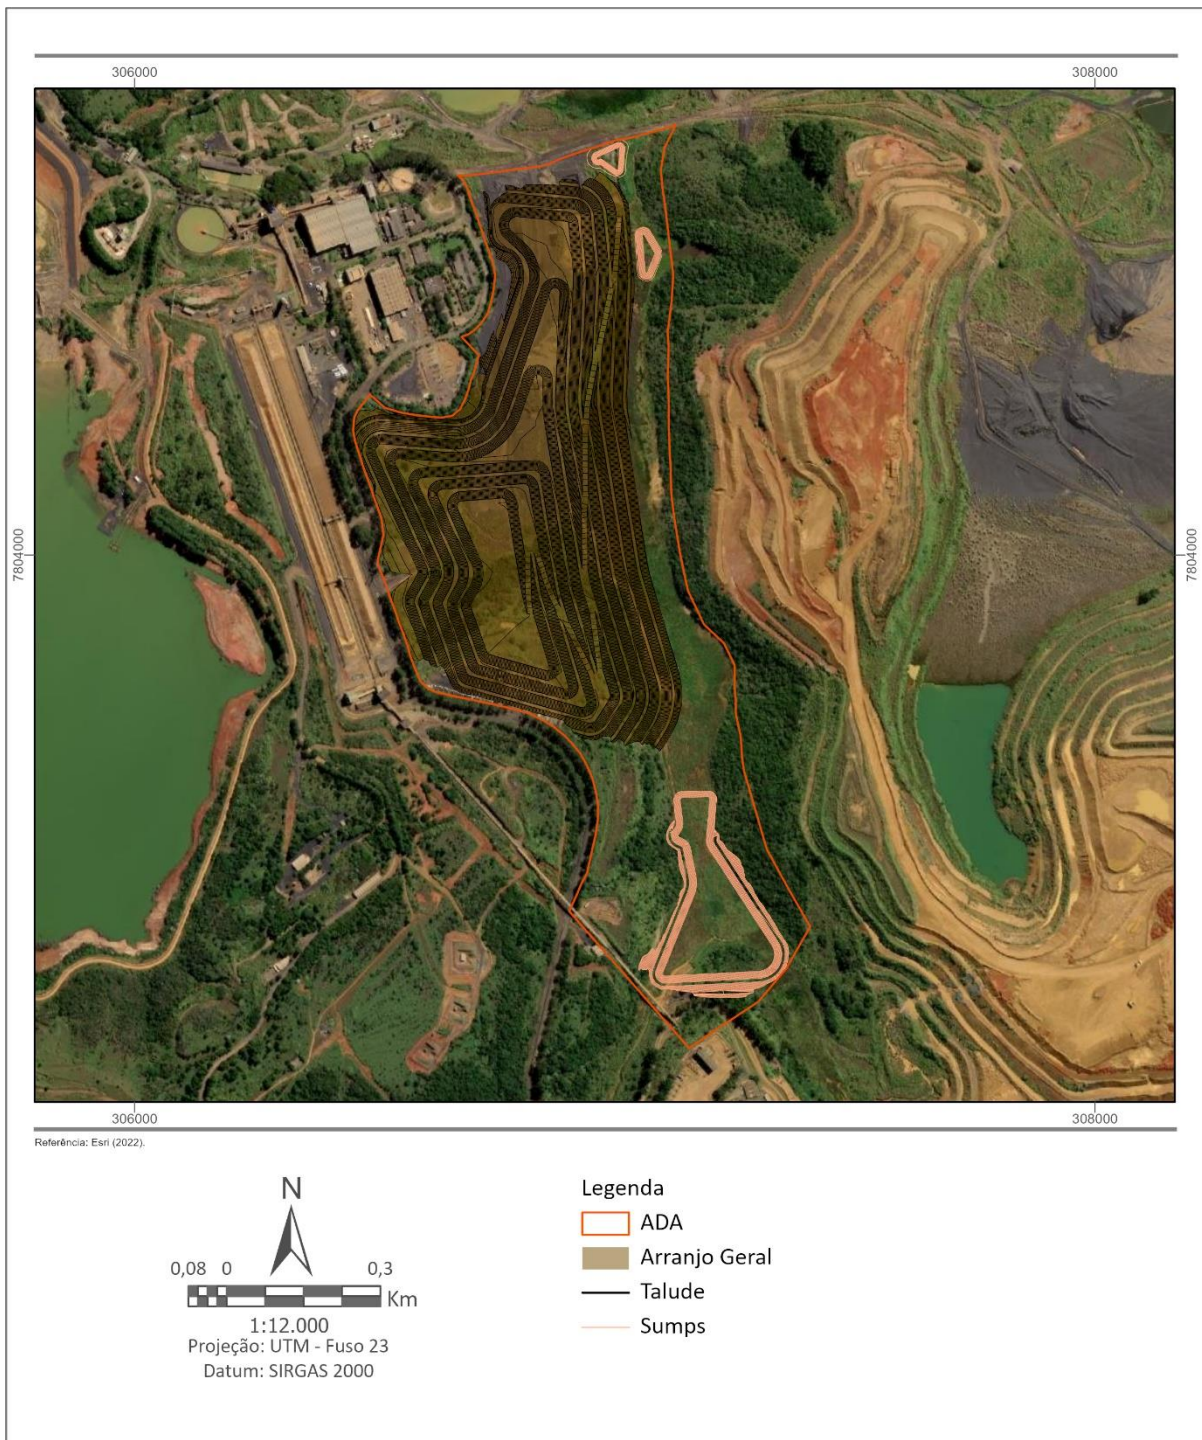 306000 308000
7804000 7804000
306000 308000
Referência: Esri (2022).
N
0,08 0 0,3
Km
1:12.000
Projeção: UTM - Fuso 23
Datum: SIRGAS 2000
Legenda
ADA
Arranjo Geral
Talude
Sumps